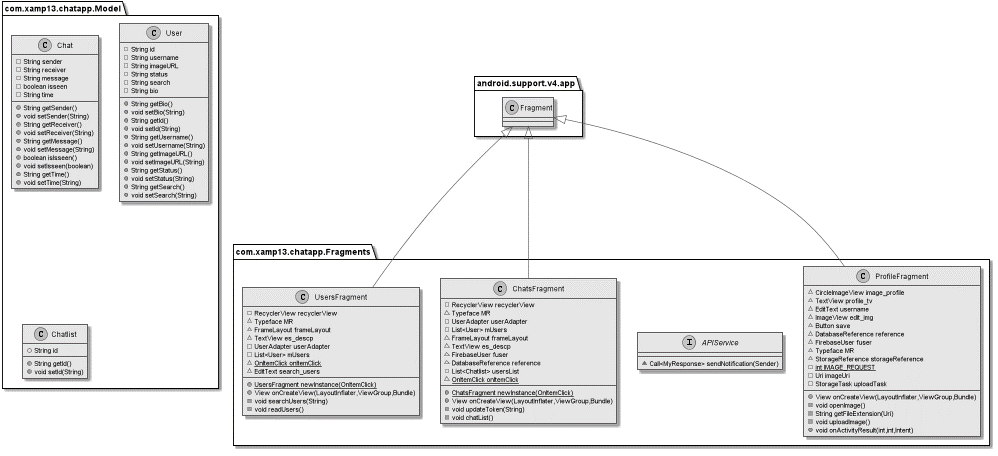 com.xamp13.chatapp.Model
C Chat
String sender
String receiver
String message
boolean isseen
String time
String getSender()
void setSender(String)
String getReceiver()
void setReceiver(String)
String getMessage()
void setMessage(String)
boolean isIsseen()
void setIsseen(boolean)
String getTime()
void setTime(String)
C User
String id
String username
String imageURL
String status
String search
String bio
String getBio()
void setBio(String)
String getId()
void setId(String)
String getUsername()
void setUsername(String)
String getImageURL()
void setImageURL(String)
String getStatus()
void setStatus(String)
String getSearch()
void setSearch(String)
C Chatlist
String id
String getId()
void setId(String)
android.support.v4.app
C Fragment
com.xamp13.chatapp.Fragments
C UsersFragment
RecyclerView recyclerView
Typeface MR
FrameLayout frameLayout
TextView es_descp
UserAdapter userAdapter
List<User> mUsers
OnItemClick onItemClick
EditText search_users
UsersFragment newInstance(OnItemClick)
View onCreateView(LayoutInflater,ViewGroup,Bundle)
void searchUsers(String)
void readUsers()
C ChatsFragment
RecyclerView recyclerView
Typeface MR
UserAdapter userAdapter
List<User> mUsers
FrameLayout frameLayout
TextView es_descp
FirebaseUser fuser
DatabaseReference reference
List<Chatlist> usersList
OnItemClick onItemClick
ChatsFragment newInstance(OnItemClick)
View onCreateView(LayoutInflater,ViewGroup,Bundle)
void updateToken(String)
void chatList()
I APIService
Call<MyResponse> sendNotification(Sender)
C ProfileFragment
CircleImageView image_profile
TextView profile_tv
EditText username
ImageView edit_img
Button save
DatabaseReference reference
FirebaseUser fuser
Typeface MR
StorageReference storageReference
int IMAGE_REQUEST
Uri imageUri
StorageTask uploadTask
View onCreateView(LayoutInflater,ViewGroup,Bundle)
void openImage()
String getFileExtension(Uri)
void uploadImage()
void onActivityResult(int,int,Intent)